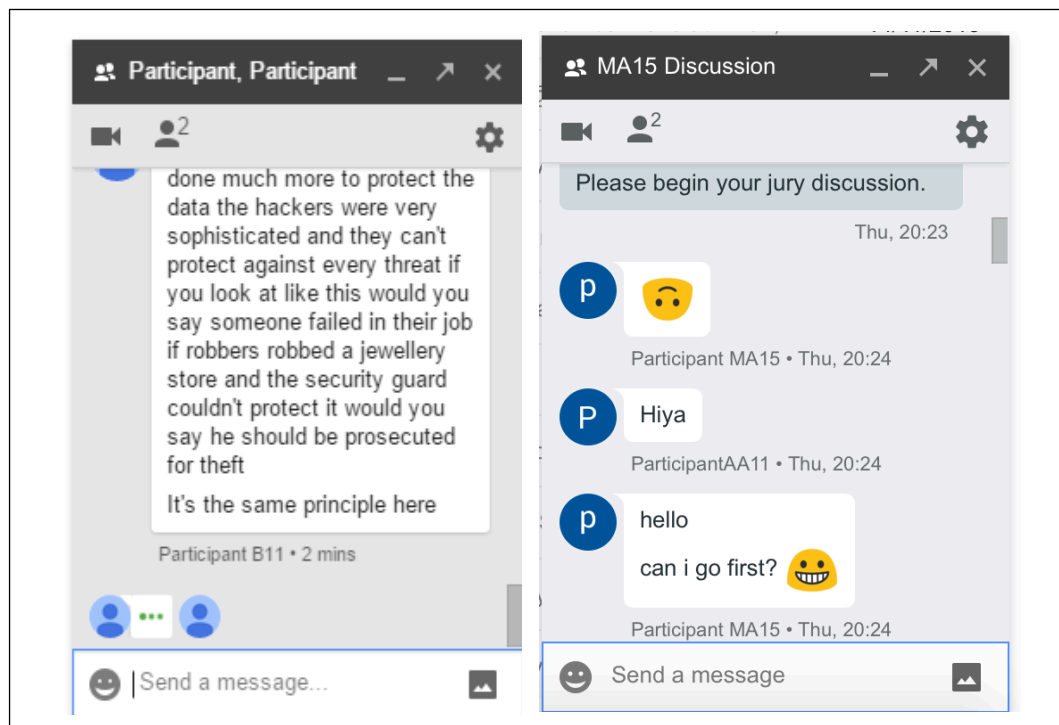 Participant, Participant
2
done much more to protect the
data the hackers were very
sophisticated and they can't
protect against every threat if
you look at like this would you
say someone failed in their job
if robbers robbed a jewellery
store and the security guard
couldn't protect it would you
say he should be prosecuted
for theft
It's the same principle here
Participant B11 • 2 mins
Send a message...
MA15 Discussion
2
Please begin your jury discussion.
Thu, 20:23
p
Participant MA15 • Thu, 20:24
P
Hiya
ParticipantAA11 • Thu, 20:24
p
hello
can i go first?
Participant MA15 • Thu, 20:24
Send a message